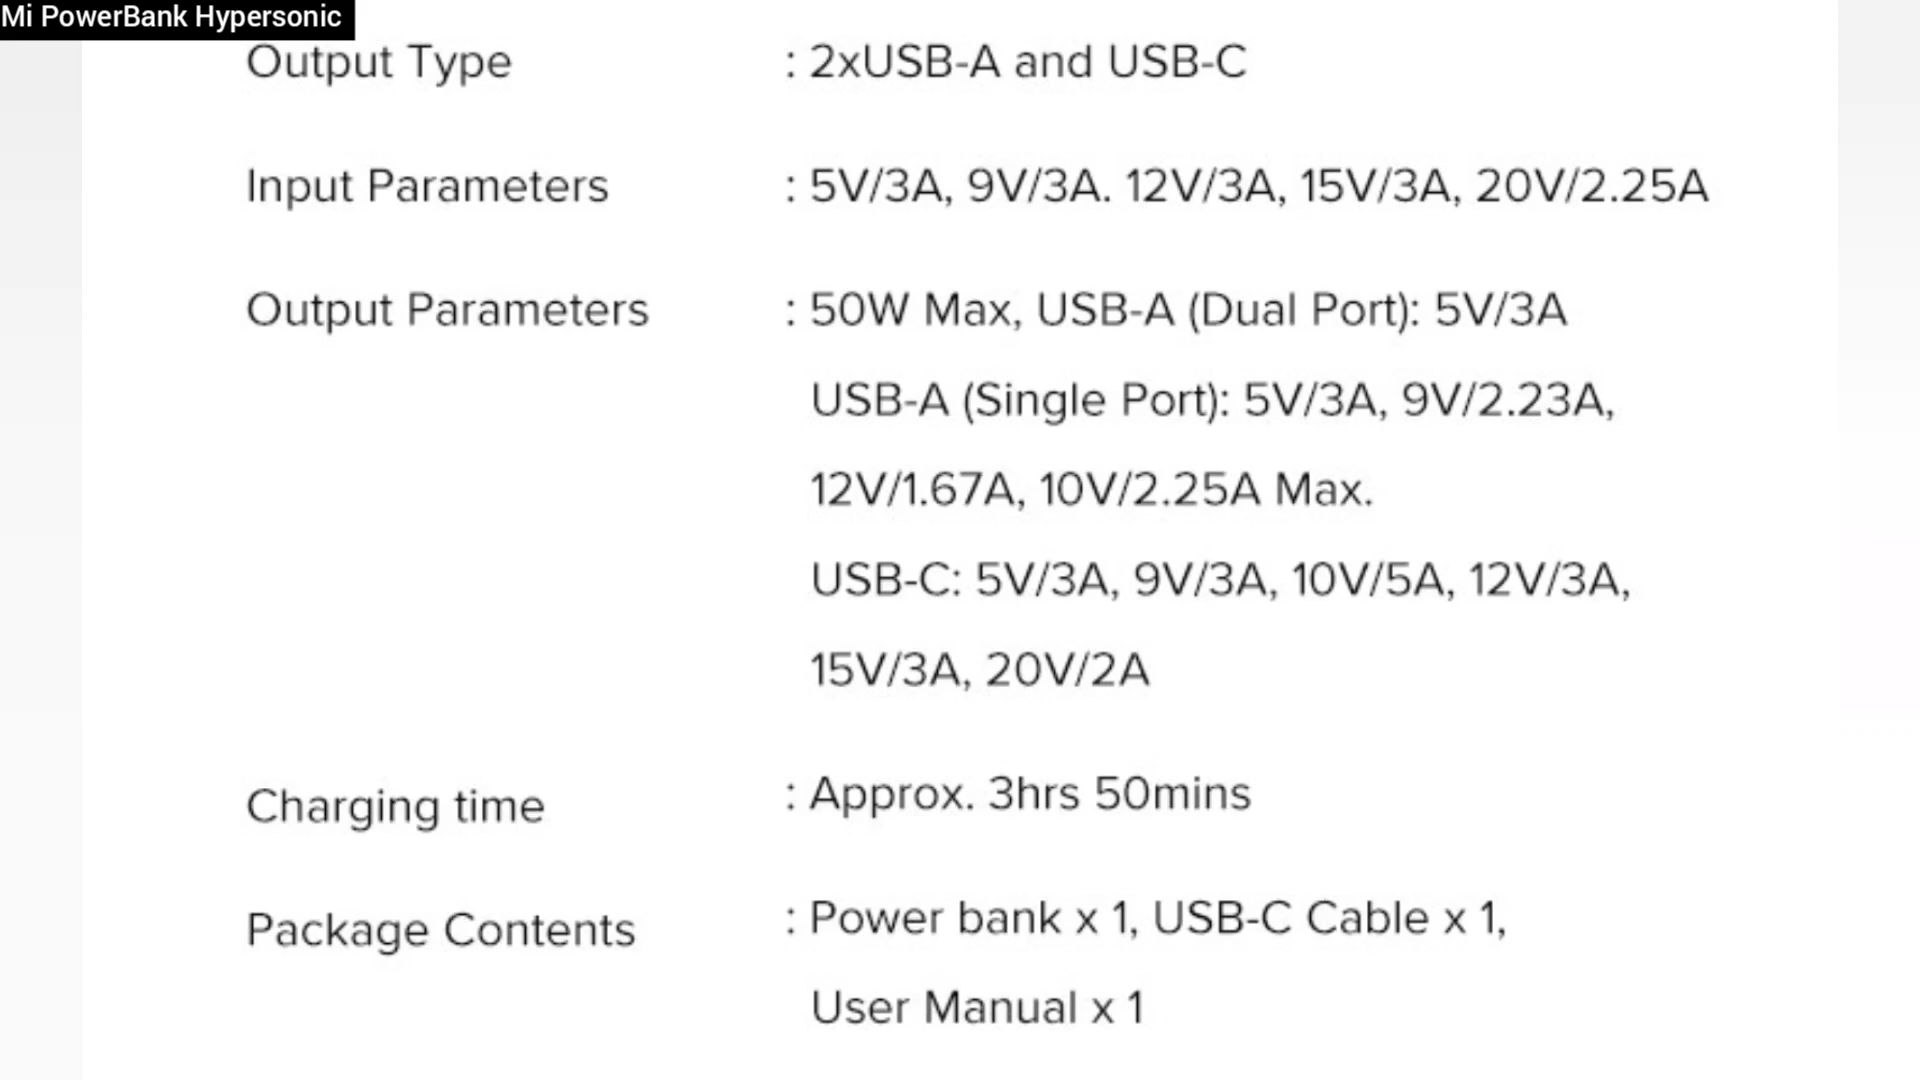 Mi PowerBank Hypersonic
Output Type : 2xUSB-A and USB-C
Input Parameters : 5V/3A, 9V/3A. 12V/3A, 15V/3A, 20V/2.25A
Output Parameters : 50W Max, USB-A (Dual Port): 5V/3A
USB-A (Single Port): 5V/3A, 9V/2.23A,
12V/1.67A, 10V/2.25A Max.
USB-C: 5V/3A, 9V/3A, 10V/5A, 12V/3A,
15V/3A, 20V/2A
Charging time : Approx. 3hrs 50mins
Package Contents : Power bank x 1, USB-C Cable x 1,
User Manual x 1